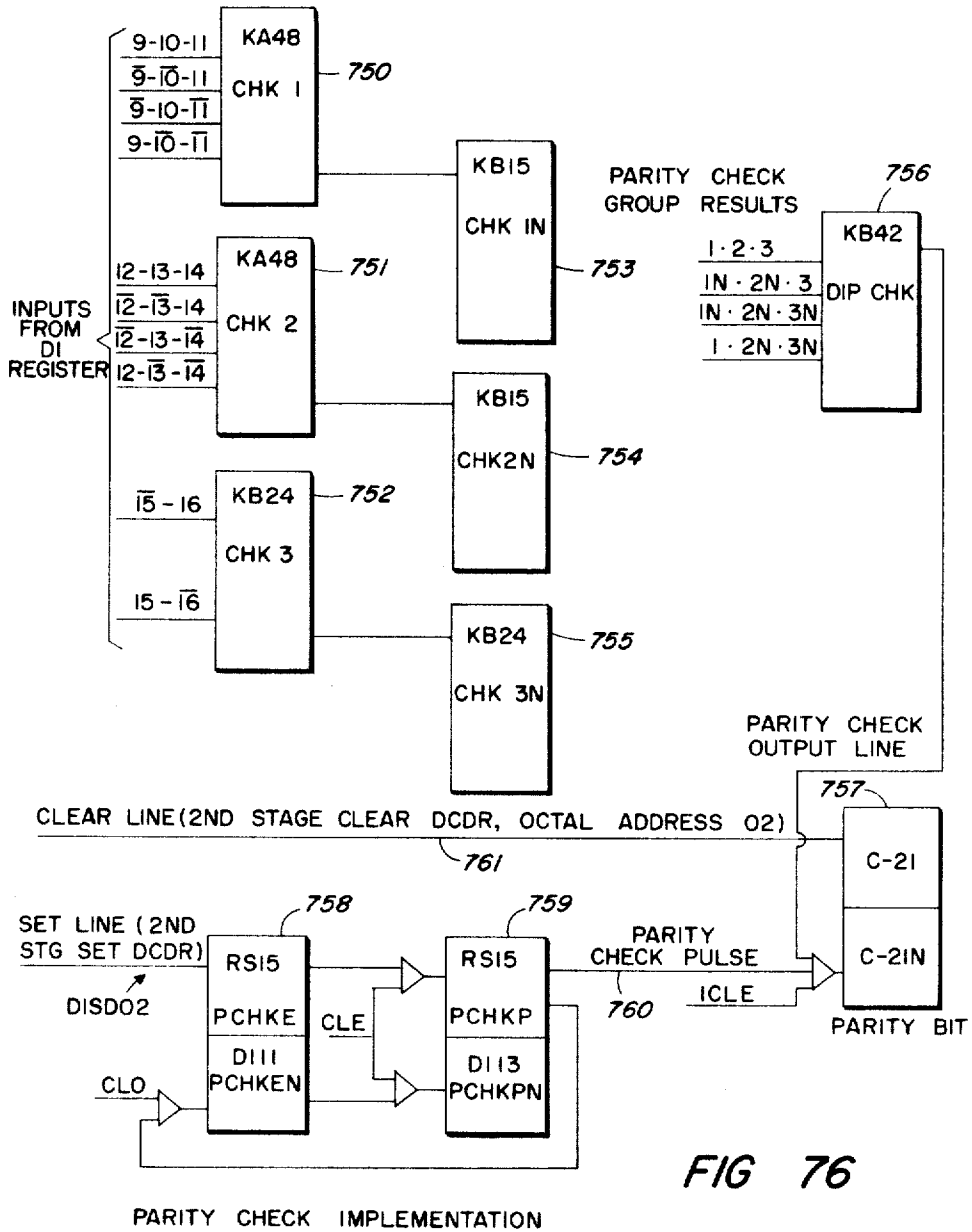 9-10-11
9̅-1̅0̅-11
9̅-10-1̅1̅
9-1̅0̅-1̅1̅
KA48
CHK 1
750
KB15
CHK 1N
753
PARITY CHECK
GROUP RESULTS
1·2·3
1N·2N·3
1N·2N·3N
1·2N·3N
756
KB42
DIP CHK
INPUTS
FROM
DI
REGISTER
12-13-14
1̅2̅-1̅3̅-14
1̅2̅-13-1̅4̅
12-1̅3̅-1̅4̅
KA48
CHK 2
751
KB15
CHK2N
754
1̅5̅-16
15-1̅6̅
KB24
CHK 3
752
KB24
CHK 3N
755
PARITY CHECK
OUTPUT LINE
757
CLEAR LINE(2ND STAGE CLEAR DCDR, OCTAL ADDRESS 02)
761
C-21
C-21N
PARITY BIT
SET LINE (2ND
STG SET DCDR)
DISD02
758
RS15
PCHKE
D111
PCHKEN
CLO
CLE
759
RS15
PCHKP
D113
PCHKPN
PARITY
CHECK PULSE
760
ICLE
FIG 76
PARITY CHECK IMPLEMENTATION